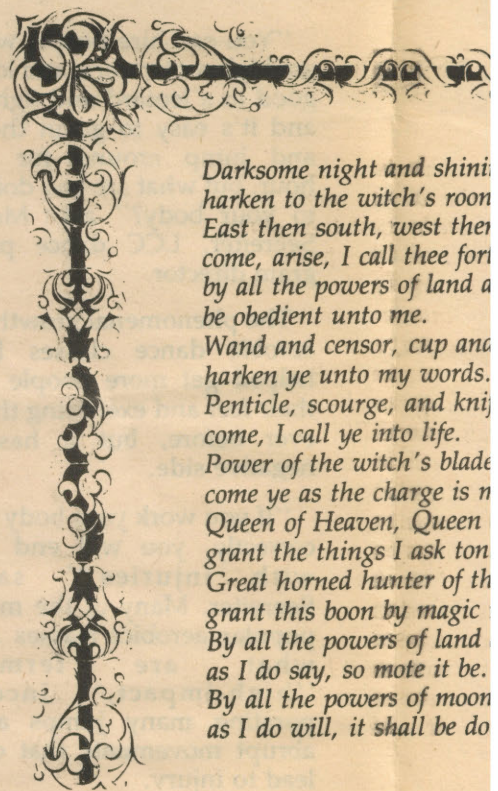 Darksome night and shini
harken to the witch's roon
East then south, west ther
come, arise, I call thee fort
by all the powers of land a
be obedient unto me.
Wand and censor, cup and
harken ye unto my words.
Penticle, scourge, and knif
come, I call ye into life.
Power of the witch's blade
come ye as the charge is n
Queen of Heaven, Queen
grant the things I ask ton
Great horned hunter of th
grant this boon by magic
By all the powers of land
as I do say, so mote it be.
By all the powers of moon
as I do will, it shall be do